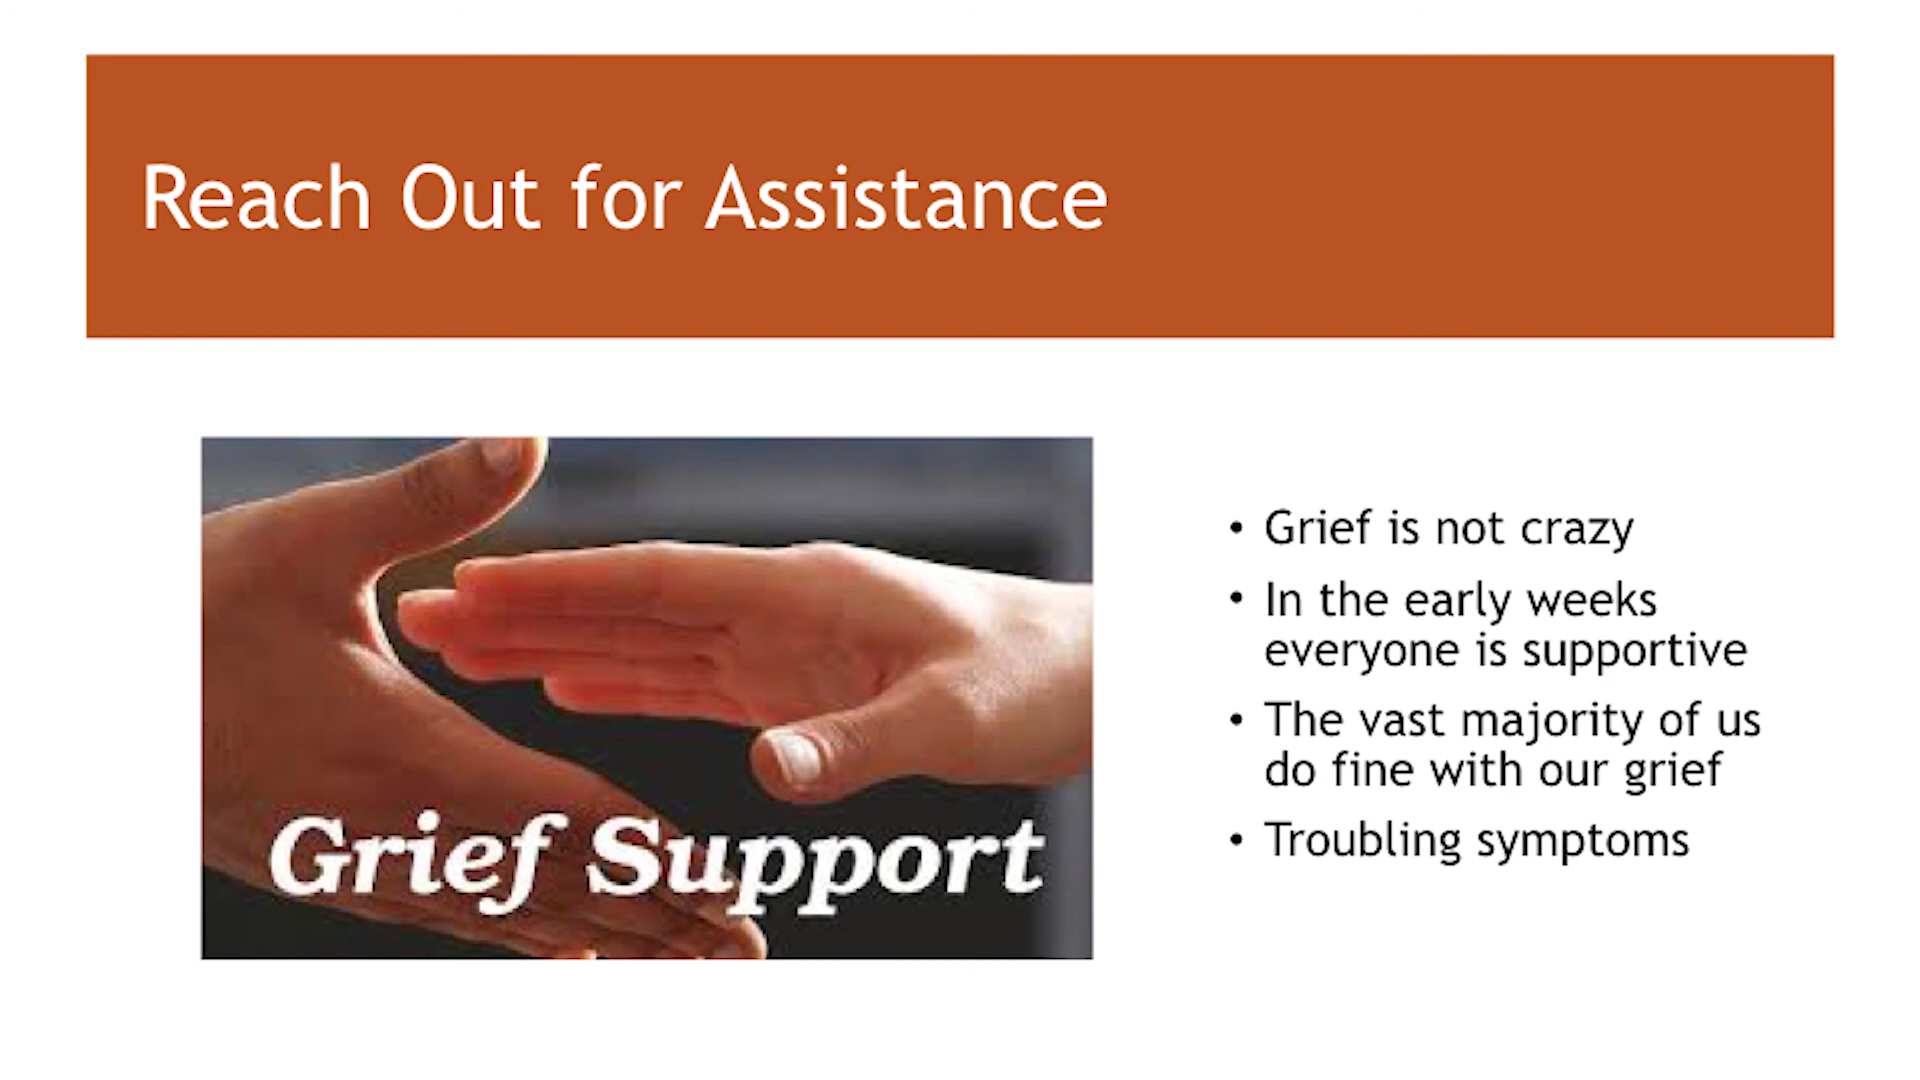 Reach Out for Assistance
Grief Support
• Grief is not crazy
• In the early weeks
everyone is supportive
• The vast majority of us
do fine with our grief
• Troubling symptoms